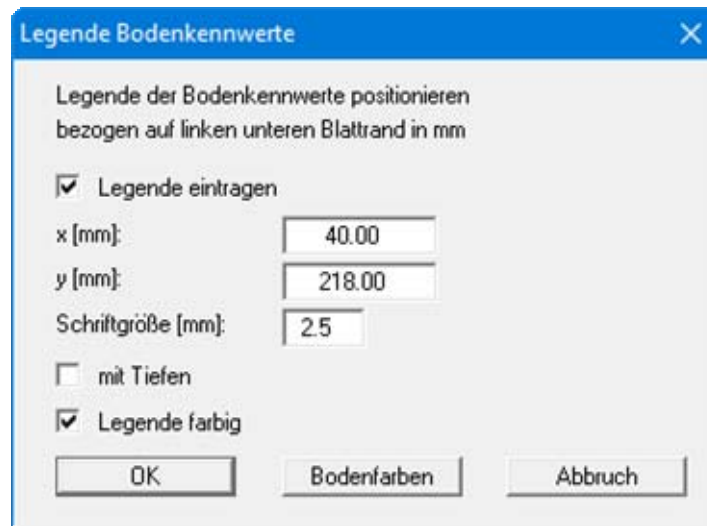 Legende Bodenkennwerte
Legende der Bodenkennwerte positionieren
bezogen auf linken unteren Blattrand in mm
Legende eintragen
x [mm]: 40.00
y [mm]: 218.00
Schriftgröße [mm]: 2.5
mit Tiefen
Legende farbig
OK Bodenfarben Abbruch